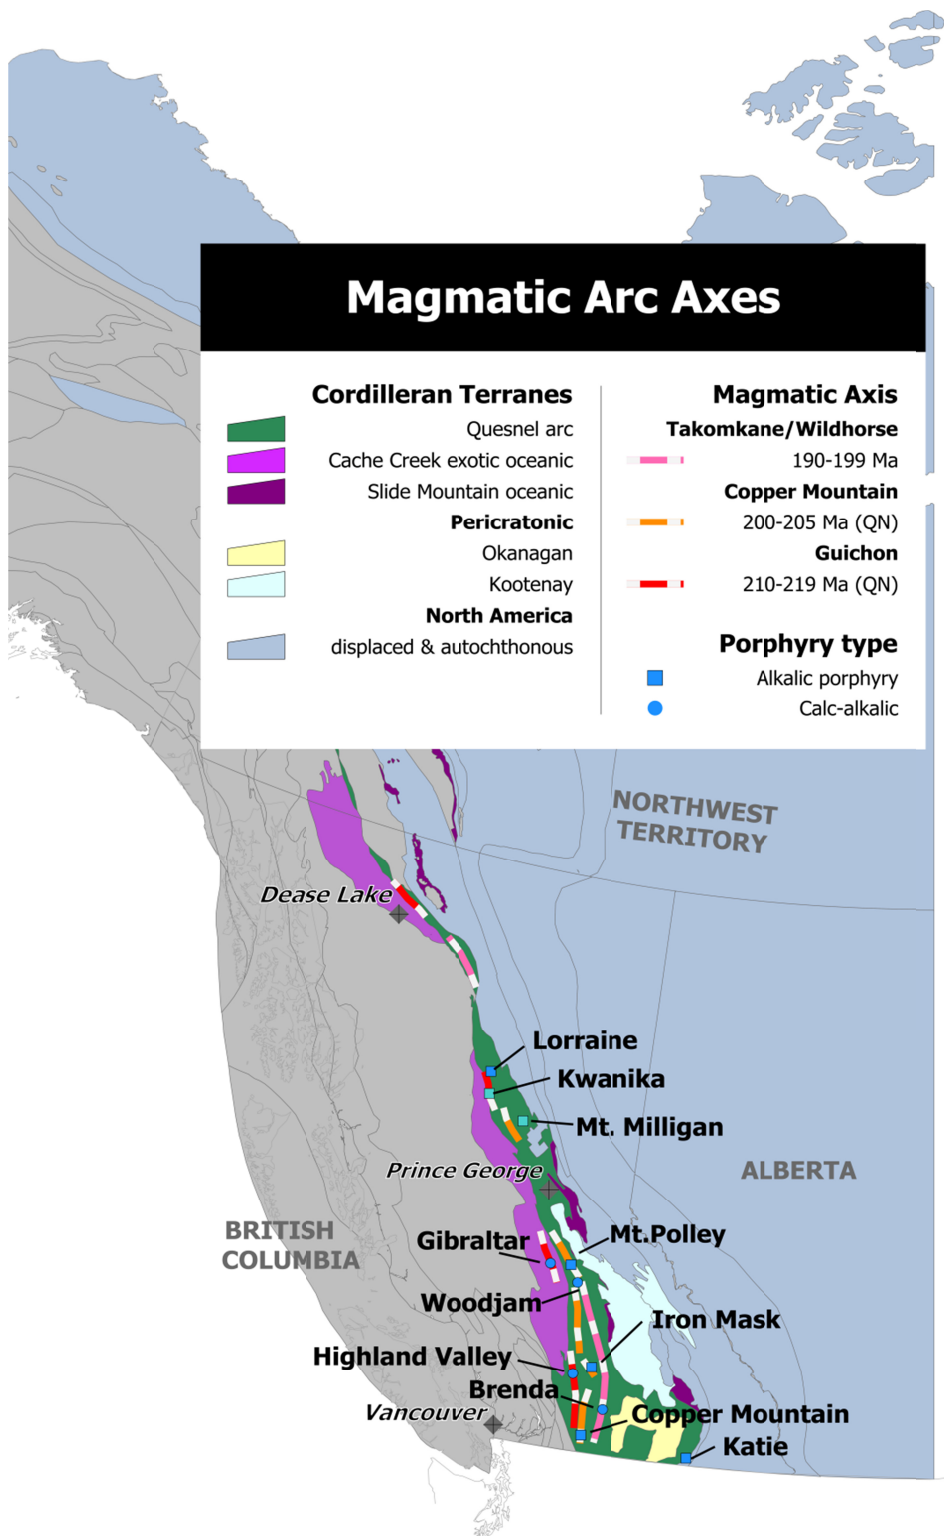 Magmatic Arc Axes
Cordilleran Terranes
Quesnel arc
Cache Creek exotic oceanic
Slide Mountain oceanic
Pericratonic
Okanagan
Kootenay
North America
displaced & autochthonous
Magmatic Axis
Takomkane/Wildhorse
190-199 Ma
Copper Mountain
200-205 Ma (QN)
Guichon
210-219 Ma (QN)
Porphyry type
Alkalic porphyry
Calc-alkalic
NORTHWEST
TERRITORY
Dease Lake
Lorraine
Kwanika
Mt. Milligan
Prince George
ALBERTA
BRITISH
COLUMBIA
Gibraltar
Mt.Polley
Woodjam
Iron Mask
Highland Valley
Brenda
Vancouver
Copper Mountain
Katie